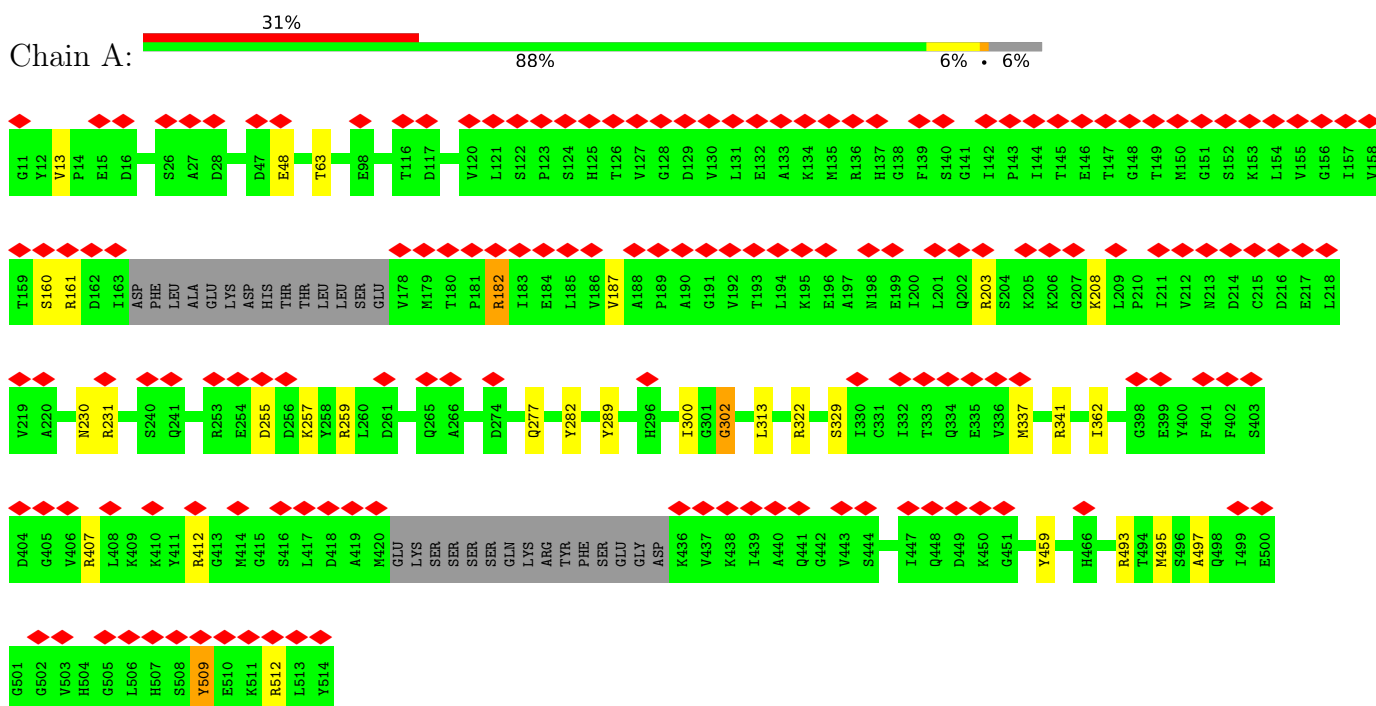 31%
Chain A:
88% 6% • 6%
G11 Y12 V13 P14 E15 D16 S26 A27 D28 D47 E48 T63 E98 T116 D117 V120 L121 S122 P123 S124 H125 T126 V127 G128 D129 V130 L131 E132 A133 K134 M135 R136 H137 G138 F139 S140 G141 I142 P143 I144 T145 E146 T147 G148 T149 M150 G151 S152 K153 L154 V155 G156 I157 V158
T159 S160 R161 D162 I163 ASP PHE LEU ALA GLU LYS ASP HIS THR THR LEU LEU SER GLU V178 M179 T180 P181 R182 I183 E184 L185 V186 V187 A188 P189 A190 G191 V192 T193 L194 K195 E196 A197 N198 E199 I200 L201 Q202 R203 S204 K205 K206 G207 K208 L209 P210 I211 V212 N213 D214 C215 D216 E217 L218
V219 A220 N230 R231 S240 Q241 R253 E254 D255 D256 K257 Y258 R259 L260 D261 Q265 A266 D274 Q277 Y282 Y289 H296 I300 G301 G302 L313 R322 S329 I330 C331 I332 T333 Q334 E335 V336 M337 R341 I362 G398 E399 Y400 F401 F402 S403
D404 G405 V406 R407 L408 K409 K410 Y411 R412 G413 M414 G415 S416 L417 D418 A419 M420 GLU LYS SER SER SER SER GLN LYS ARG TYR PHE SER GLU GLY ASP K436 V437 K438 I439 A440 Q441 G442 V443 S444 I447 Q448 D449 K450 G451 Y459 H466 R493 T494 M495 S496 A497 Q498 I499 E500
G501 G502 V503 H504 G505 L506 H507 S508 Y509 E510 K511 R512 L513 Y514